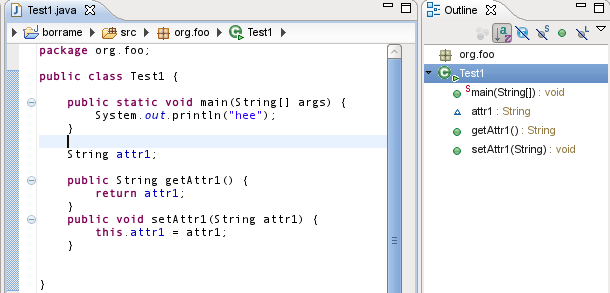 Test1.java
borrame src org.foo Test1
package org.foo;
public class Test1 {
public static void main(String[] args) {
System.out.println("hee");
}
String attr1;
public String getAttr1() {
return attr1;
}
public void setAttr1(String attr1) {
this.attr1 = attr1;
}
}
Outline
org.foo
Test1
main(String[]) : void
attr1 : String
getAttr1() : String
setAttr1(String) : void